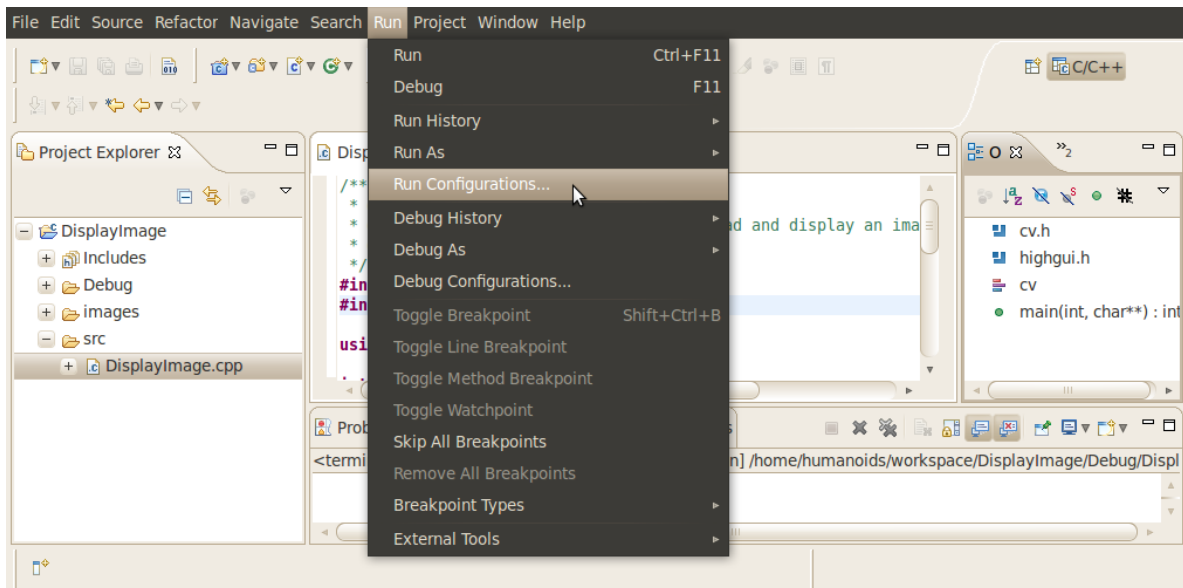 File Edit Source Refactor Navigate Search Run Project Window Help
Run Ctrl+F11
Debug F11
Run History
Run As
Run Configurations...
Debug History
Debug As
Debug Configurations...
Toggle Breakpoint Shift+Ctrl+B
Toggle Line Breakpoint
Toggle Method Breakpoint
Toggle Watchpoint
Skip All Breakpoints
Remove All Breakpoints
Breakpoint Types
External Tools
010
C/C++
Project Explorer
DisplayImage
Includes
Debug
images
src
DisplayImage.cpp
Disp
/**
*
* ad and display an ima
*
*/
#in
#in
usi
O »2
cv.h
highgui.h
cv
main(int, char**) : int
Prob s
<termi n] /home/humanoids/workspace/DisplayImage/Debug/Displ